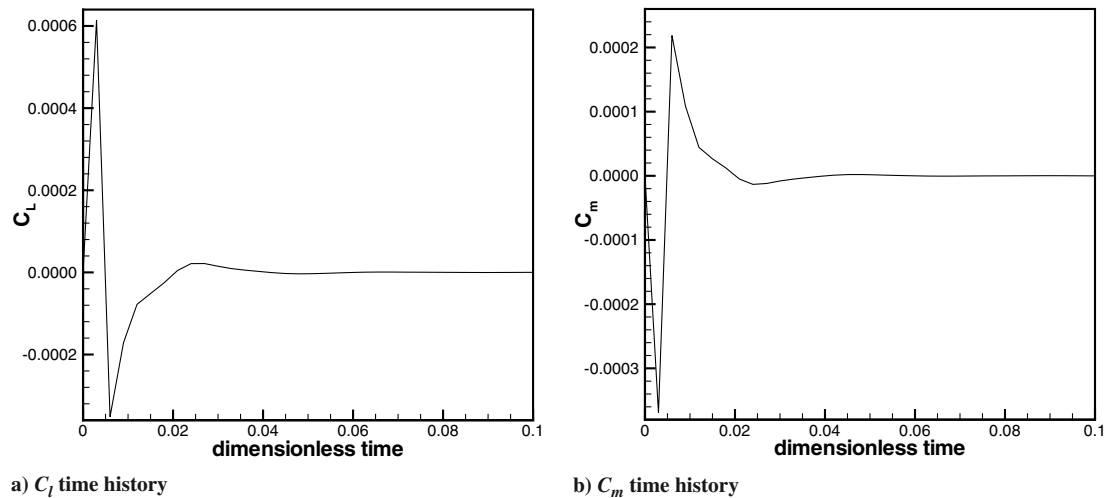 0.0006
0.0004
0.0002
0.0000
-0.0002
C_L
0 0.02 0.04 0.06 0.08 0.1
dimensionless time
a) C_l time history
0.0002
0.0001
0.0000
-0.0001
-0.0002
-0.0003
C_m
0 0.02 0.04 0.06 0.08 0.1
dimensionless time
b) C_m time history